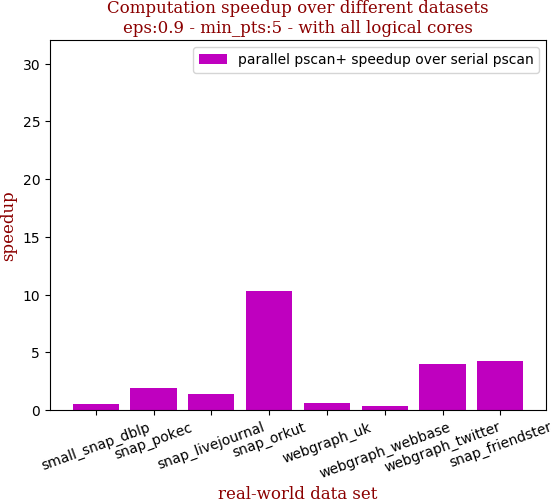 Computation speedup over different datasets
eps:0.9 - min_pts:5 - with all logical cores
parallel pscan+ speedup over serial pscan
speedup
30
25
20
15
10
5
0
small_snap_dblp
snap_pokec
snap_livejournal
snap_orkut
webgraph_uk
webgraph_webbase
webgraph_twitter
snap_friendster
real-world data set